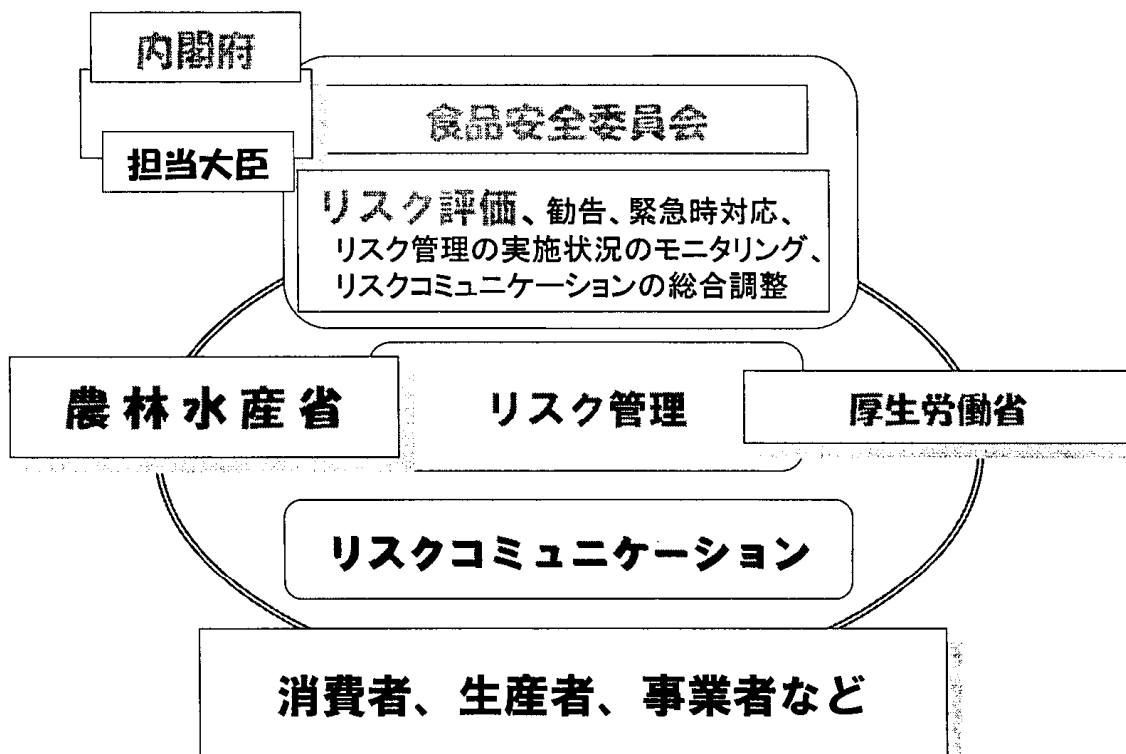 内閣府
食品安全委員会
担当大臣
リスク評価、勧告、緊急時対応、
リスク管理の実施状況のモニタリング、
リスクコミュニケーションの総合調整
農林水産省
リスク管理
厚生労働省
リスクコミュニケーション
消費者、生産者、事業者など